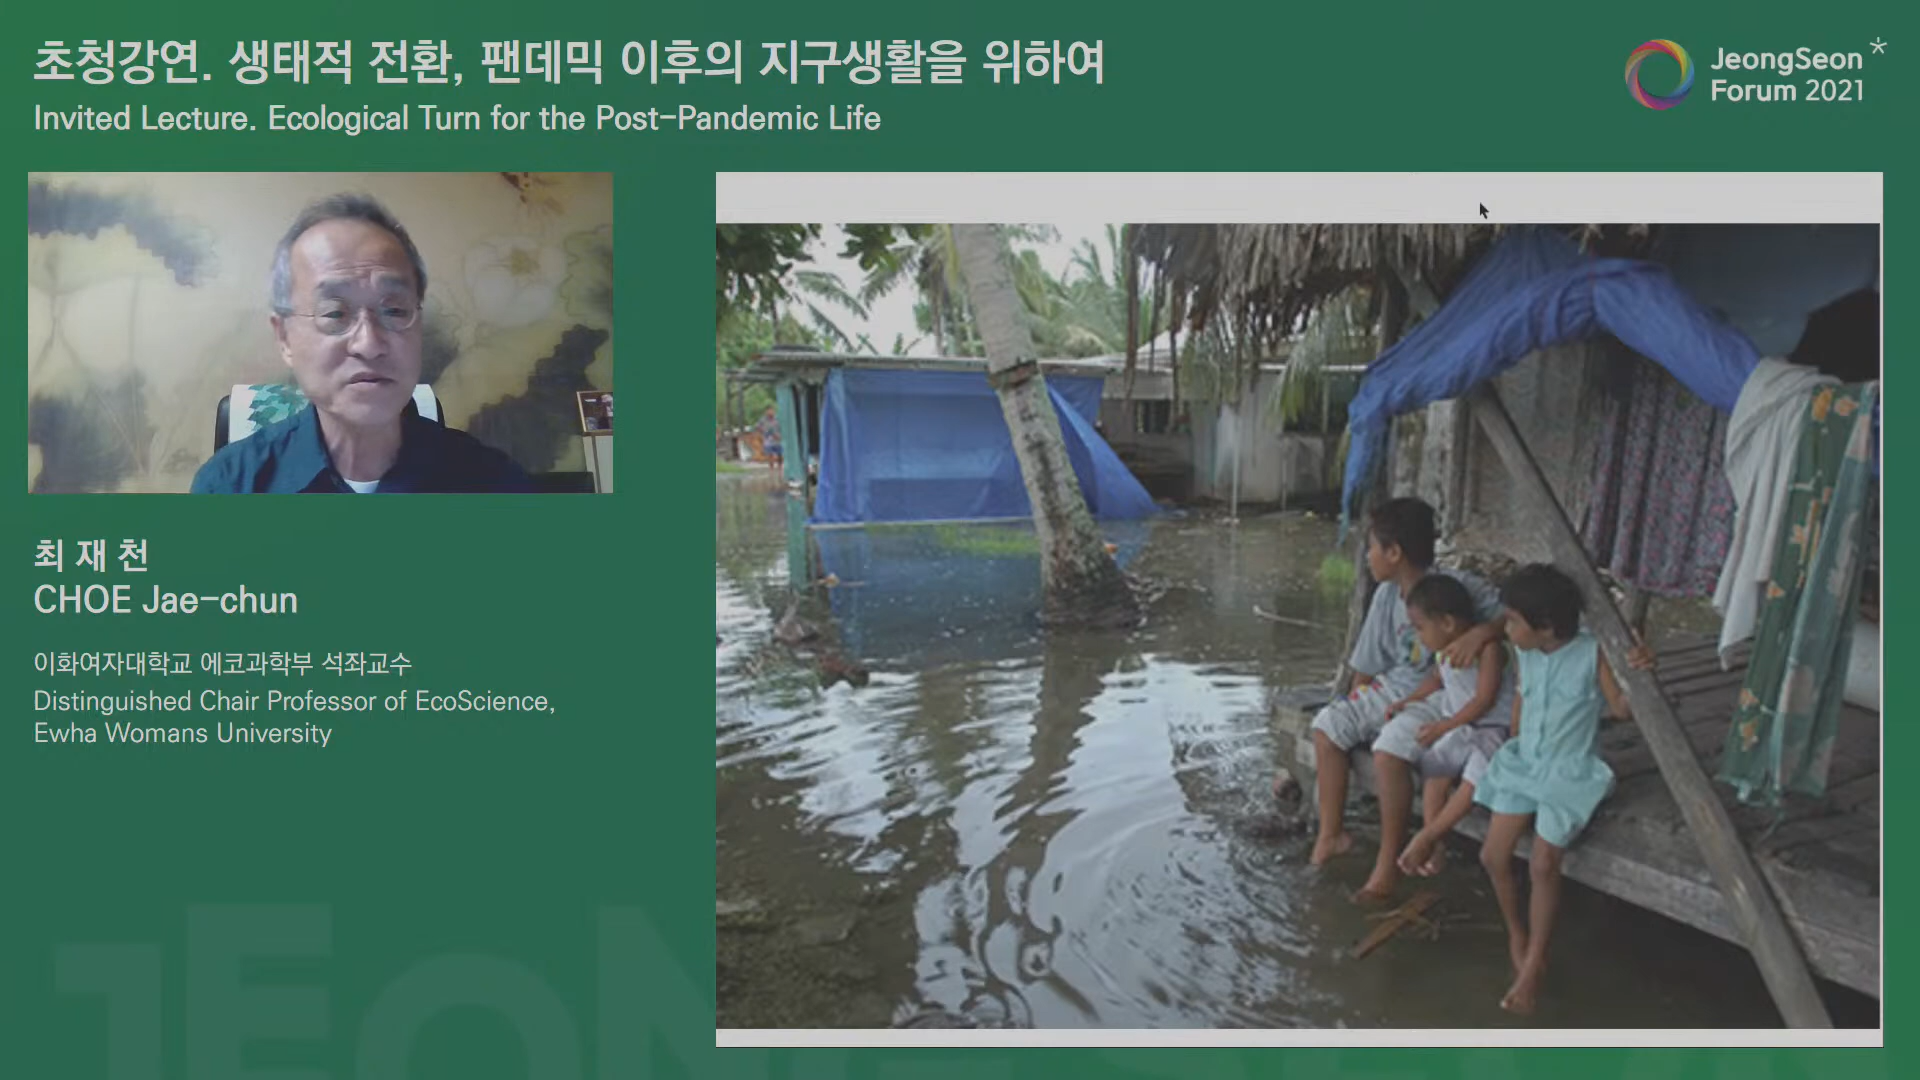 초청강연. 생태적 전환, 팬데믹 이후의 지구생활을 위하여
Invited Lecture. Ecological Turn for the Post-Pandemic Life
JeongSeon*
Forum 2021
최 재 천
CHOE Jae-chun
이화여자대학교 에코과학부 석좌교수
Distinguished Chair Professor of EcoScience,
Ewha Womans University
JEONGSEON